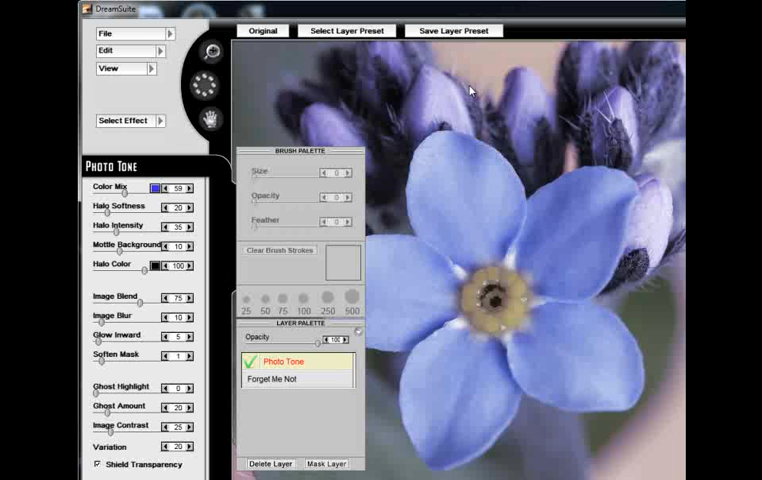 DreamSuite
File
Edit
View
Select Effect
Original
Select Layer Preset
Save Layer Preset
PHOTO TONE
Color Mix 59
Halo Softness 20
Halo Intensity 35
Mottle Background 10
Halo Color 100
Image Blend 75
Image Blur 10
Glow Inward 5
Soften Mask 1
Ghost Highlight 0
Ghost Amount 20
Image Contrast 25
Variation 20
Shield Transparency
BRUSH PALETTE
Size 0
Opacity 0
Feather 0
Clear Brush Strokes
25 50 75 100 250 500
LAYER PALETTE
Opacity 100
Photo Tone
Forget Me Not
Delete Layer
Mask Layer